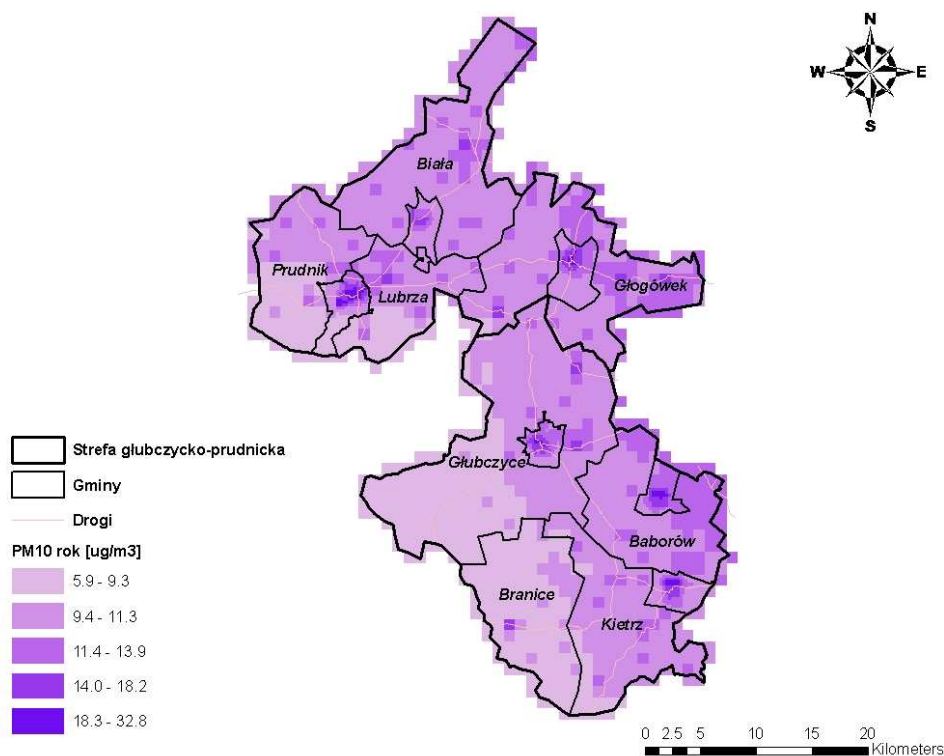 N
W E
S
Biała
Prudnik
Lubrza
Głogówek
Głubczyce
Baborów
Branice
Kietrz
Strefa głubczycko-prudnicka
Gminy
Drogi
PM10 rok [ug/m3]
5.9 - 9.3
9.4 - 11.3
11.4 - 13.9
14.0 - 18.2
18.3 - 32.8
0 2.5 5 10 15 20
Kilometers